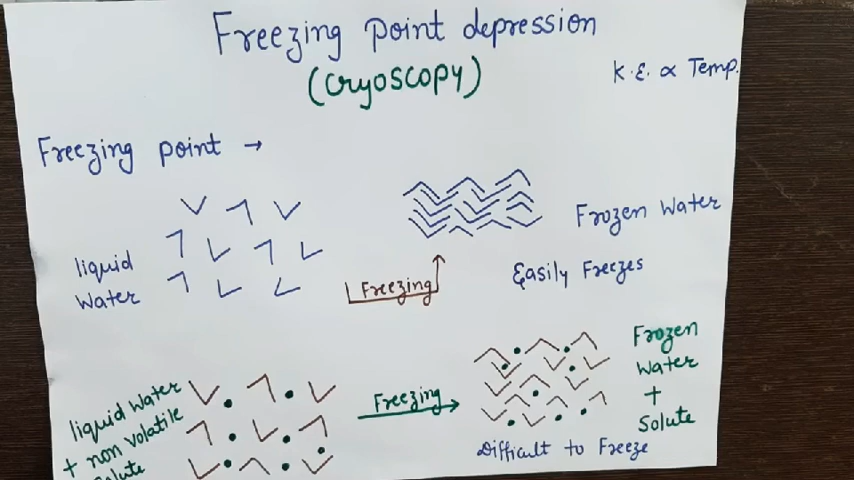 Freezing point depression
(CRYOSCOPY)
K.E. ∝ Temp.
Freezing point →
liquid
Water
Frozen Water
Freezing
Easily Freezes
liquid Water
+ non volatile
Solute
Freezing
Frozen
Water
+
Solute
Difficult to Freeze